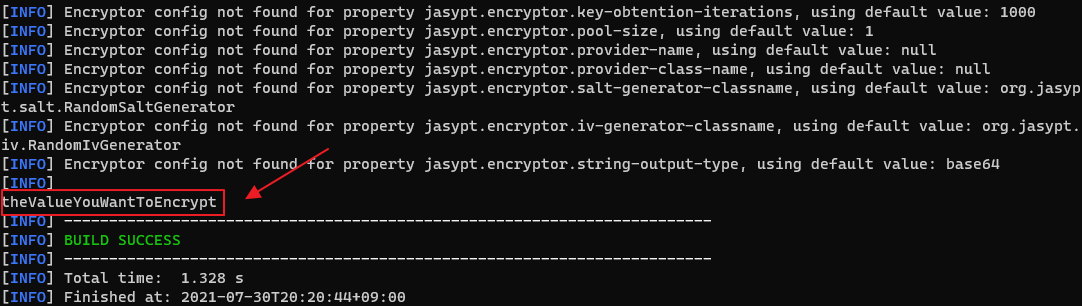 [INFO] Encryptor config not found for property jasypt.encryptor.key-obtention-iterations, using default value: 1000
[INFO] Encryptor config not found for property jasypt.encryptor.pool-size, using default value: 1
[INFO] Encryptor config not found for property jasypt.encryptor.provider-name, using default value: null
[INFO] Encryptor config not found for property jasypt.encryptor.provider-class-name, using default value: null
[INFO] Encryptor config not found for property jasypt.encryptor.salt-generator-classname, using default value: org.jasyp
t.salt.RandomSaltGenerator
[INFO] Encryptor config not found for property jasypt.encryptor.iv-generator-classname, using default value: org.jasypt.
iv.RandomIvGenerator
[INFO] Encryptor config not found for property jasypt.encryptor.string-output-type, using default value: base64
[INFO]
theValueYouWantToEncrypt
[INFO] ------------------------------------------------------------------------
[INFO] BUILD SUCCESS
[INFO] ------------------------------------------------------------------------
[INFO] Total time:  1.328 s
[INFO] Finished at: 2021-07-30T20:20:44+09:00